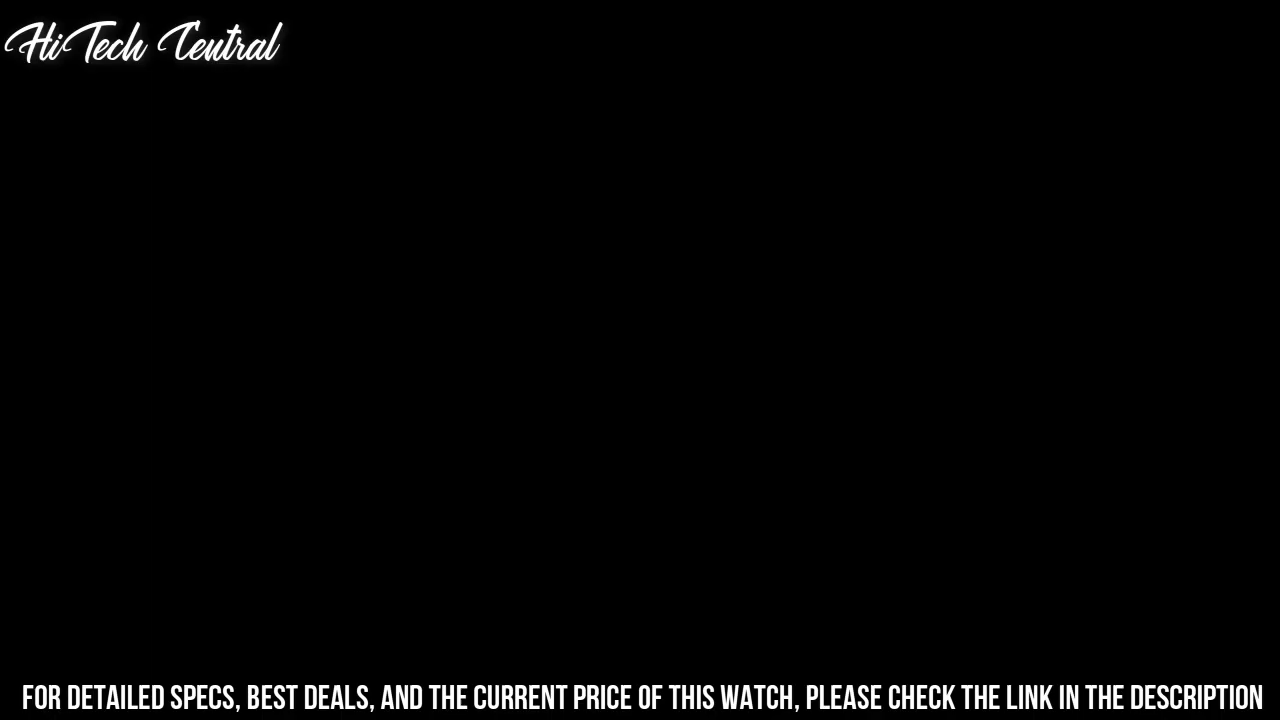 HiTech Central
FOR DETAILED SPECS, BEST DEALS, AND THE CURRENT PRICE OF THIS WATCH, PLEASE CHECK THE LINK IN THE DESCRIPTION